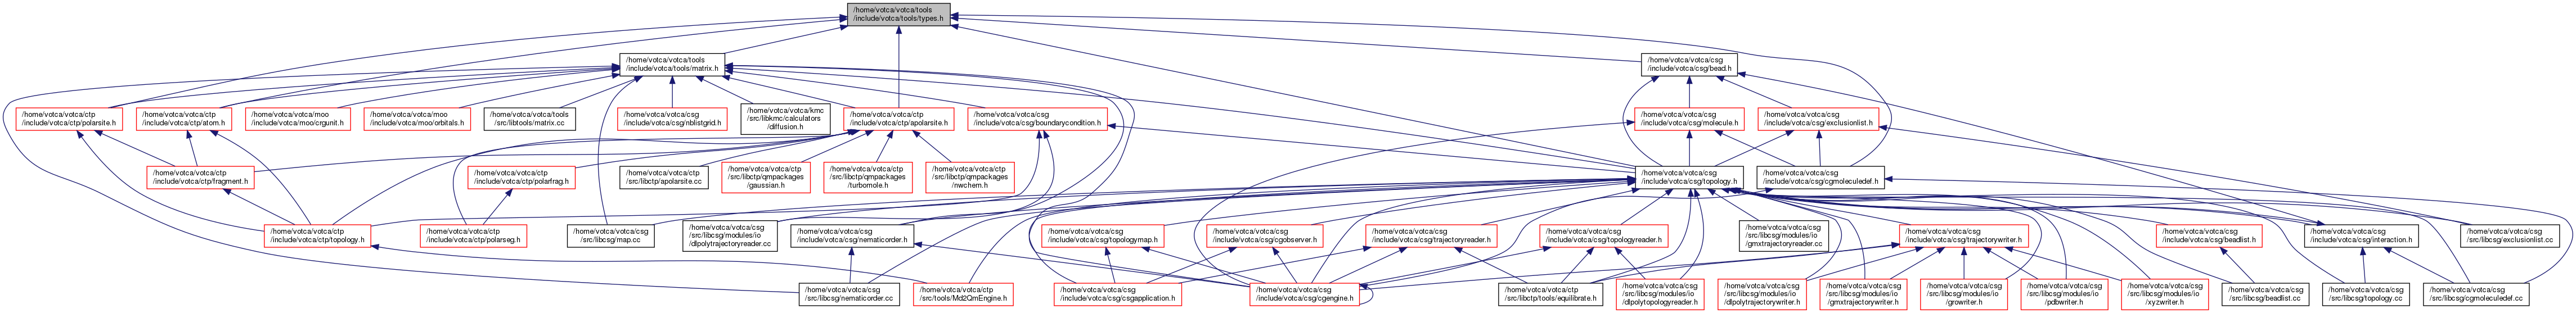 /home/votca/votca/tools
/include/votca/tools/types.h
/home/votca/votca/tools
/include/votca/tools/matrix.h
/home/votca/votca/csg
/include/votca/csg/bead.h
/home/votca/votca/ctp
/include/votca/ctp/polarsite.h
/home/votca/votca/ctp
/include/votca/ctp/atom.h
/home/votca/votca/moo
/include/votca/moo/crgunit.h
/home/votca/votca/moo
/include/votca/moo/orbitals.h
/home/votca/votca/tools
/src/libtools/matrix.cc
/home/votca/votca/csg
/include/votca/csg/nblistgrid.h
/home/votca/votca/kmc
/src/libkmc/calculators
/diffusion.h
/home/votca/votca/ctp
/include/votca/ctp/apolarsite.h
/home/votca/votca/csg
/include/votca/csg/boundarycondition.h
/home/votca/votca/csg
/include/votca/csg/molecule.h
/home/votca/votca/csg
/include/votca/csg/exclusionlist.h
/home/votca/votca/ctp
/include/votca/ctp/fragment.h
/home/votca/votca/ctp
/include/votca/ctp/polarfrag.h
/home/votca/votca/ctp
/src/libctp/apolarsite.cc
/home/votca/votca/ctp
/src/libctp/qmpackages
/gaussian.h
/home/votca/votca/ctp
/src/libctp/qmpackages
/turbomole.h
/home/votca/votca/ctp
/src/libctp/qmpackages
/nwchem.h
/home/votca/votca/csg
/include/votca/csg/topology.h
/home/votca/votca/csg
/include/votca/csg/cgmoleculedef.h
/home/votca/votca/ctp
/include/votca/ctp/topology.h
/home/votca/votca/ctp
/include/votca/ctp/polarseg.h
/home/votca/votca/csg
/src/libcsg/map.cc
/home/votca/votca/csg
/src/libcsg/modules/io
/dlpolytrajectoryreader.cc
/home/votca/votca/csg
/include/votca/csg/nematicorder.h
/home/votca/votca/csg
/include/votca/csg/topologymap.h
/home/votca/votca/csg
/include/votca/csg/cgobserver.h
/home/votca/votca/csg
/include/votca/csg/trajectoryreader.h
/home/votca/votca/csg
/include/votca/csg/topologyreader.h
/home/votca/votca/csg
/src/libcsg/modules/io
/gmxtrajectoryreader.cc
/home/votca/votca/csg
/include/votca/csg/trajectorywriter.h
/home/votca/votca/csg
/include/votca/csg/beadlist.h
/home/votca/votca/csg
/include/votca/csg/interaction.h
/home/votca/votca/csg
/src/libcsg/exclusionlist.cc
/home/votca/votca/csg
/src/libcsg/nematicorder.cc
/home/votca/votca/ctp
/src/tools/Md2QmEngine.h
/home/votca/votca/csg
/include/votca/csg/csgapplication.h
/home/votca/votca/csg
/include/votca/csg/cgengine.h
/home/votca/votca/ctp
/src/libctp/tools/equilibrate.h
/home/votca/votca/csg
/src/libcsg/modules/io
/dlpolytopologyreader.h
/home/votca/votca/csg
/src/libcsg/modules/io
/dlpolytrajectorywriter.h
/home/votca/votca/csg
/src/libcsg/modules/io
/gmxtrajectorywriter.h
/home/votca/votca/csg
/src/libcsg/modules/io
/growriter.h
/home/votca/votca/csg
/src/libcsg/modules/io
/pdbwriter.h
/home/votca/votca/csg
/src/libcsg/modules/io
/xyzwriter.h
/home/votca/votca/csg
/src/libcsg/beadlist.cc
/home/votca/votca/csg
/src/libcsg/topology.cc
/home/votca/votca/csg
/src/libcsg/cgmoleculedef.cc